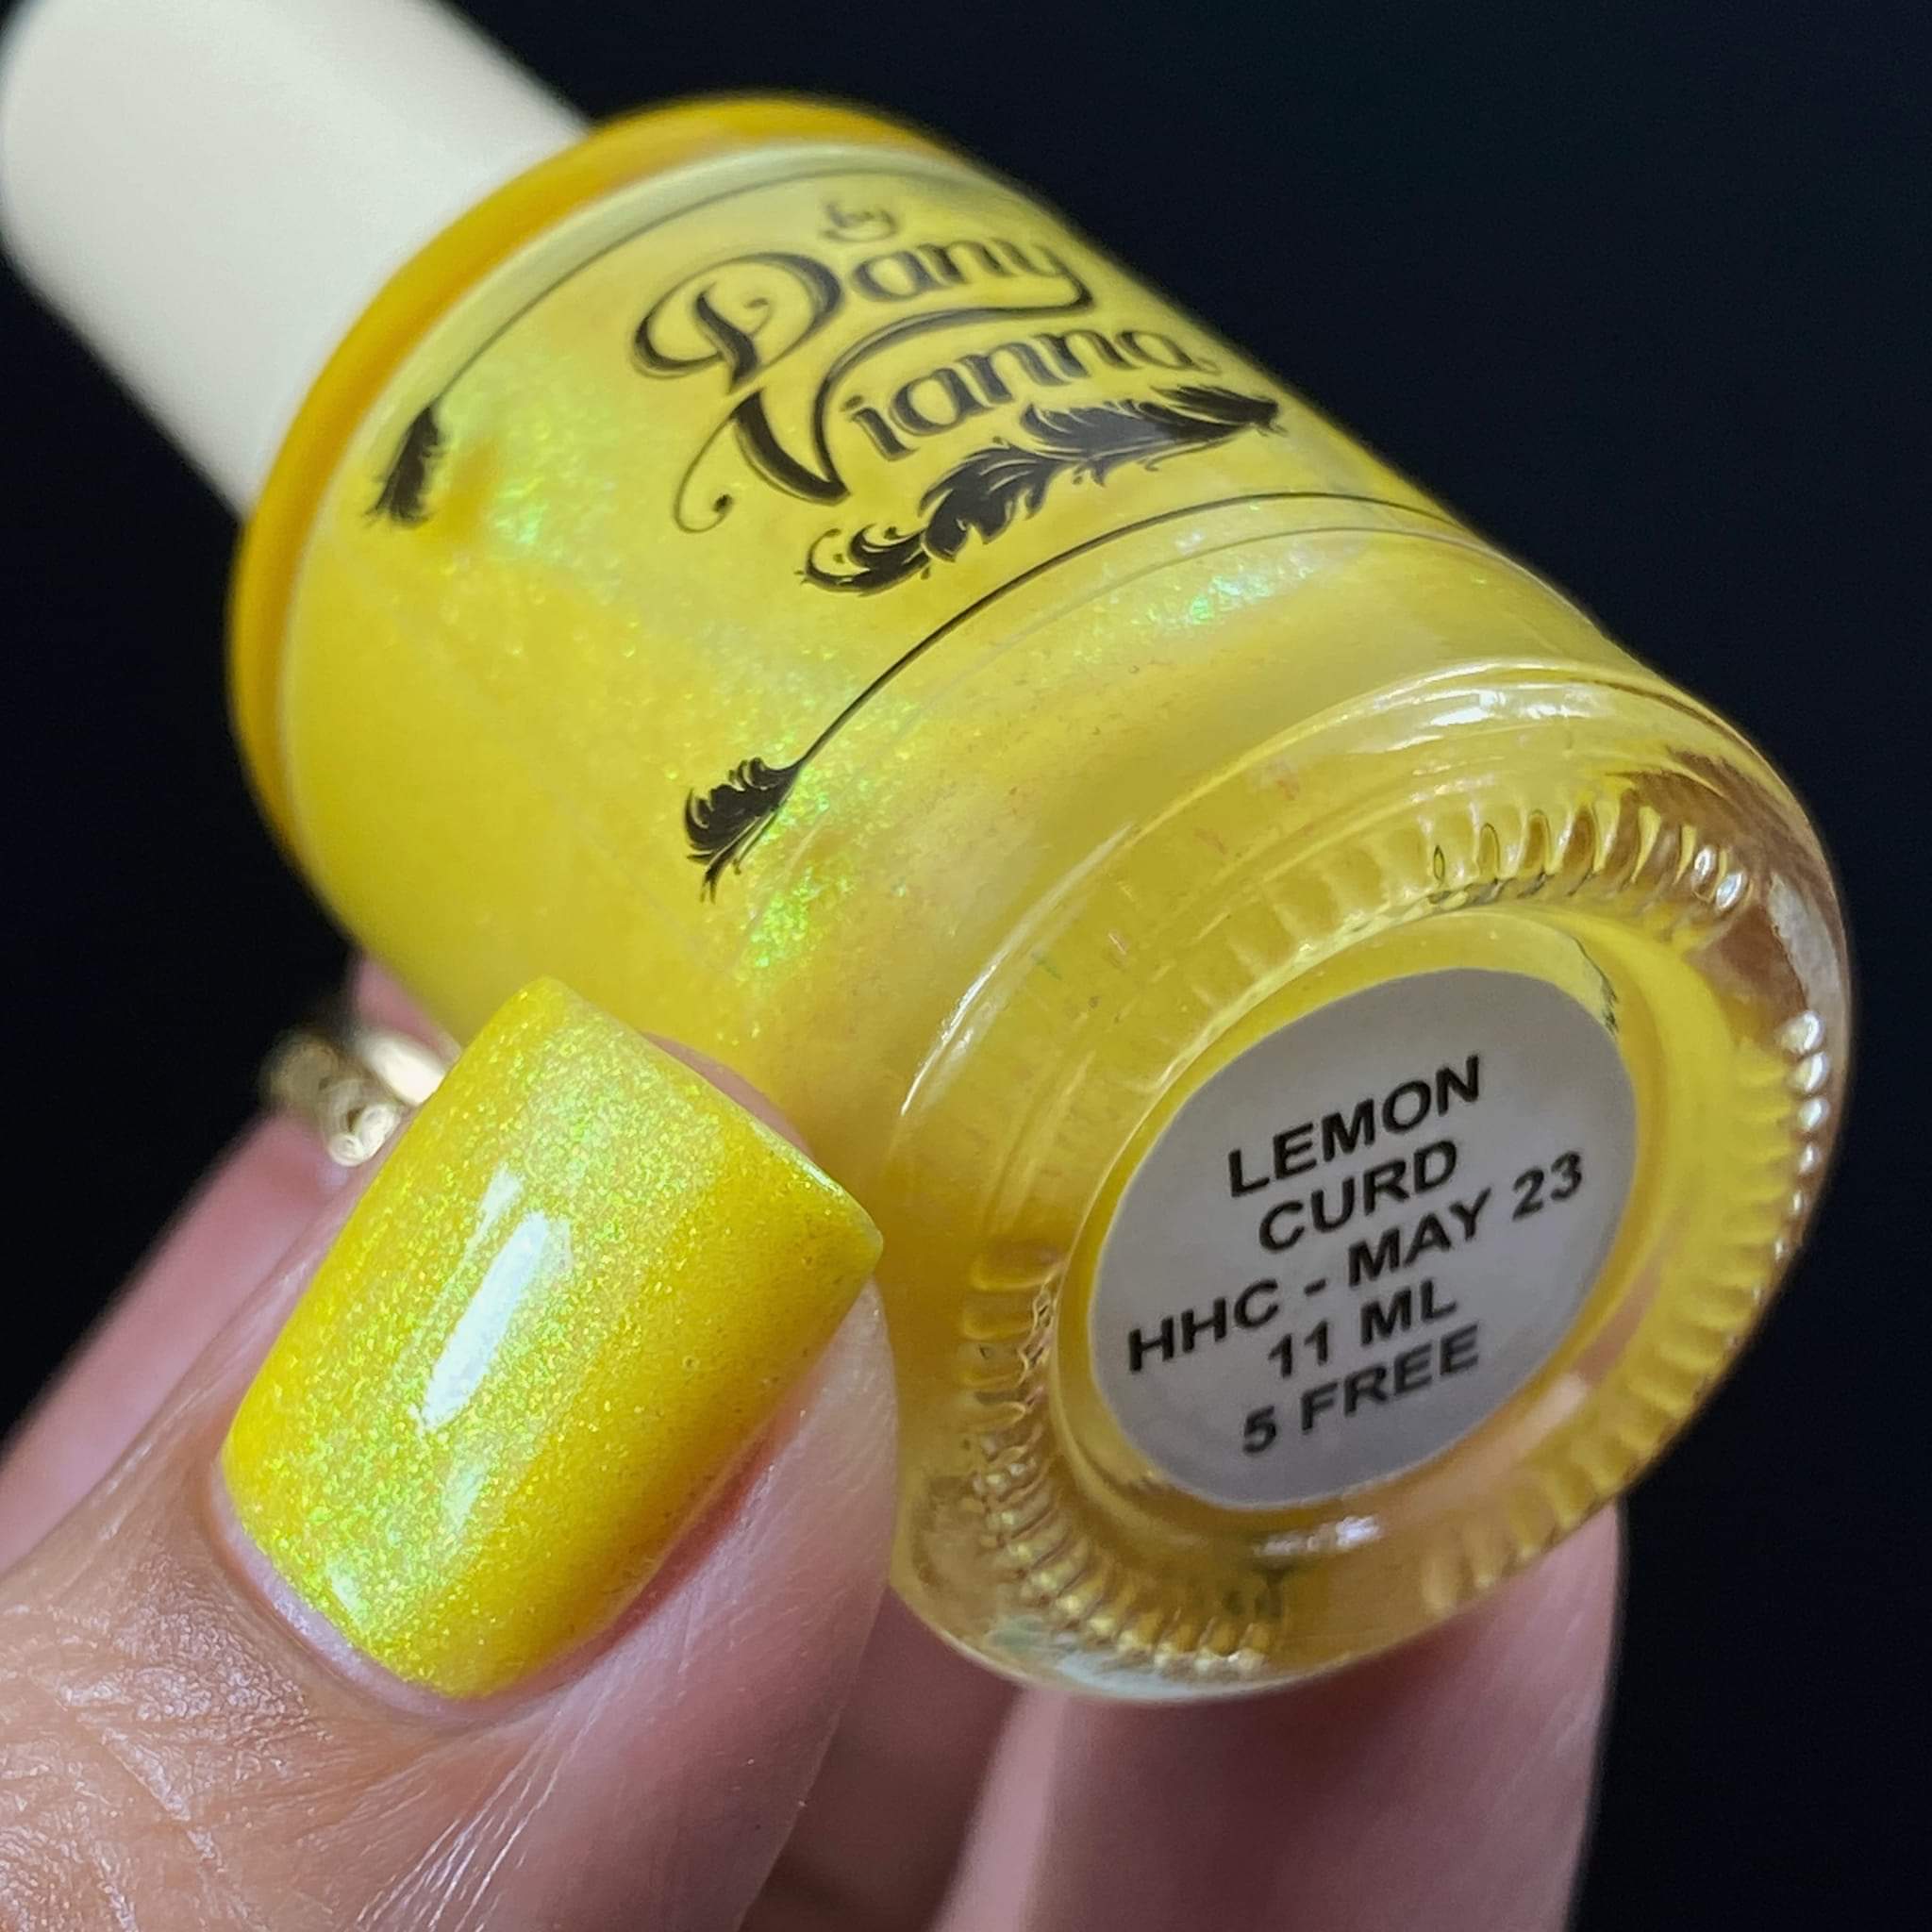 by
Dany
Vianna
LEMON
CURD
HHC - MAY 23
11 ML
5 FREE